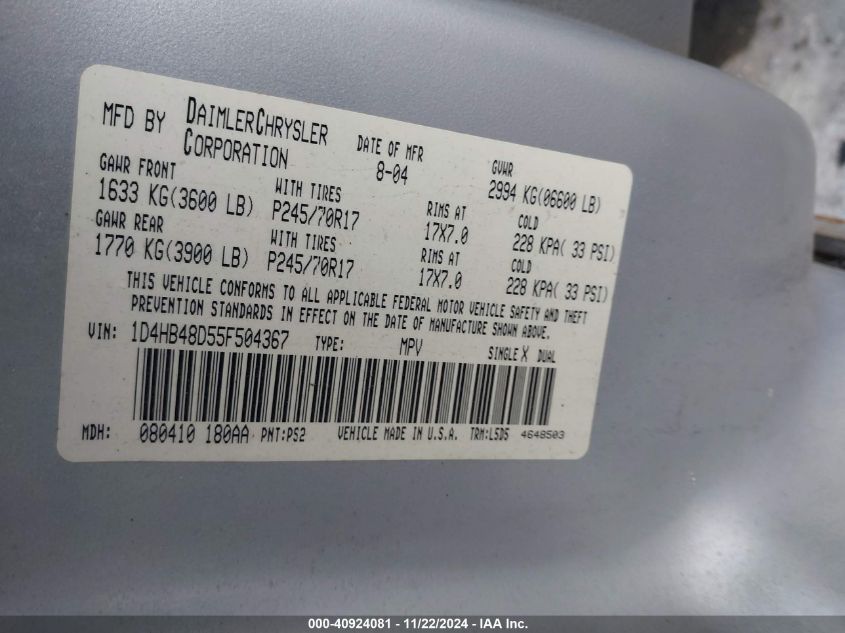 MFD BY DAIMLERCHRYSLER CORPORATION
DATE OF MFR 8-04
GVWR 2994 KG(06600 LB)
GAWR FRONT WITH TIRES RIMS AT COLD
1633 KG(3600 LB) P245/70R17 17X7.0 228 KPA( 33 PSI)
GAWR REAR WITH TIRES RIMS AT COLD
1770 KG(3900 LB) P245/70R17 17X7.0 228 KPA( 33 PSI)
THIS VEHICLE CONFORMS TO ALL APPLICABLE FEDERAL MOTOR VEHICLE SAFETY AND THEFT
PREVENTION STANDARDS IN EFFECT ON THE DATE OF MANUFACTURE SHOWN ABOVE.
VIN: 1D4HB48D55F504367 TYPE: MPV SINGLE X DUAL
MDH: 080410 180AA PNT:PS2 VEHICLE MADE IN U.S.A. TRM:L5D5 4648503
000-40924081 - 11/22/2024 - IAA Inc.